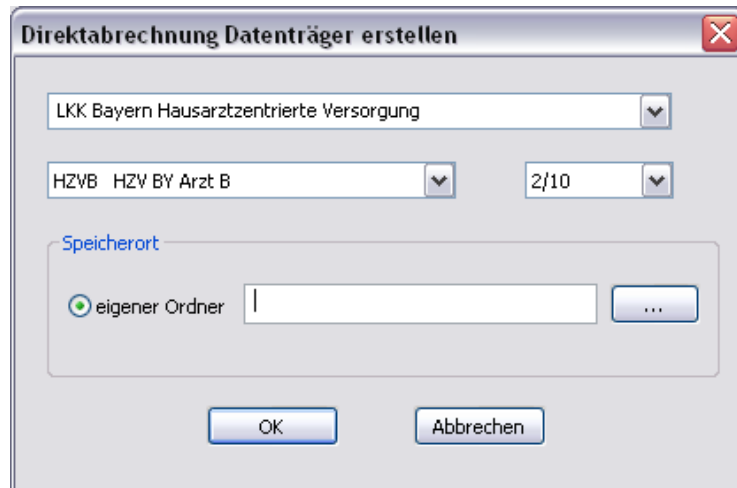 Direktabrechnung Datenträger erstellen
LKK Bayern Hausarztzentrierte Versorgung
HZVB HZV BY Arzt B 2/10
Speicherort
eigener Ordner ...
OK Abbrechen